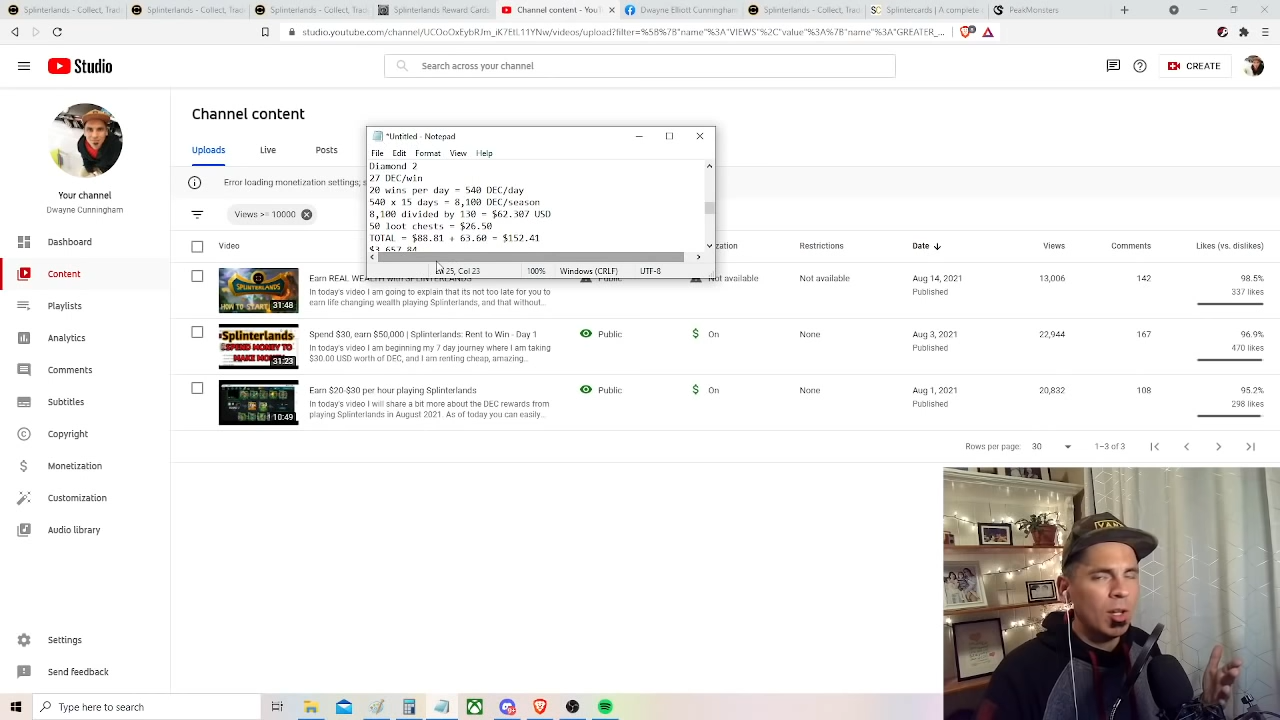 Splinterlands - Collect, Trad
Splinterlands - Collect, Trad
Splinterlands - Collect, Trad
Splinterlands Reward Cards
Channel content - YouT
Dwayne Elliott Cunningham
Splinterlands - Collect, Trad
Splintercards | A complete
PeakMonsters
Studio
Search across your channel
CREATE
Channel content
Uploads
Live
Posts
Error loading monetization settings; s
Views >= 10000
Your channel
Dwayne Cunningham
Dashboard
Content
Playlists
Analytics
Comments
Subtitles
Copyright
Monetization
Customization
Audio library
Settings
Send feedback
*Untitled - Notepad
File Edit Format View Help
Diamond 2
27 DEC/win
20 wins per day = 540 DEC/day
540 x 15 days = 8,100 DEC/season
8,100 divided by 130 = $62.307 USD
50 loot chests = $26.50
TOTAL = $88.81 + 63.60 = $152.41
100% Windows (CRLF) UTF-8
Video
Restrictions
Date
Views
Comments
Likes (vs. dislikes)
SPLINTERLANDS
HOW TO START
31:48
Earn REAL WEALTH
In today's video I am going to explain that its not too late for you to
earn life changing wealth playing Splinterlands, and that without...
Not available
Not available
Aug 14, 2021
Published
13,006
142
98.5%
337 likes
Splinterlands
SPEND MONEY TO
MAKE MONEY
31:23
Spend $30, earn $50,000 | Splinterlands: Rent to Win - Day 1
In today's video I am beginning my 7 day journey where I am taking
$30.00 USD worth of DEC, and I am renting cheap, amazing...
Public
None
Aug 3, 2021
Published
22,944
167
96.9%
470 likes
10:49
Earn $20-$30 per hour playing Splinterlands
In today's video I will share a bit more about the DEC rewards from
playing Splinterlands in August 2021. As of today you can easily...
Public
None
Aug 1, 2021
Published
20,832
108
95.2%
298 likes
Rows per page: 30
1–3 of 3
Type here to search